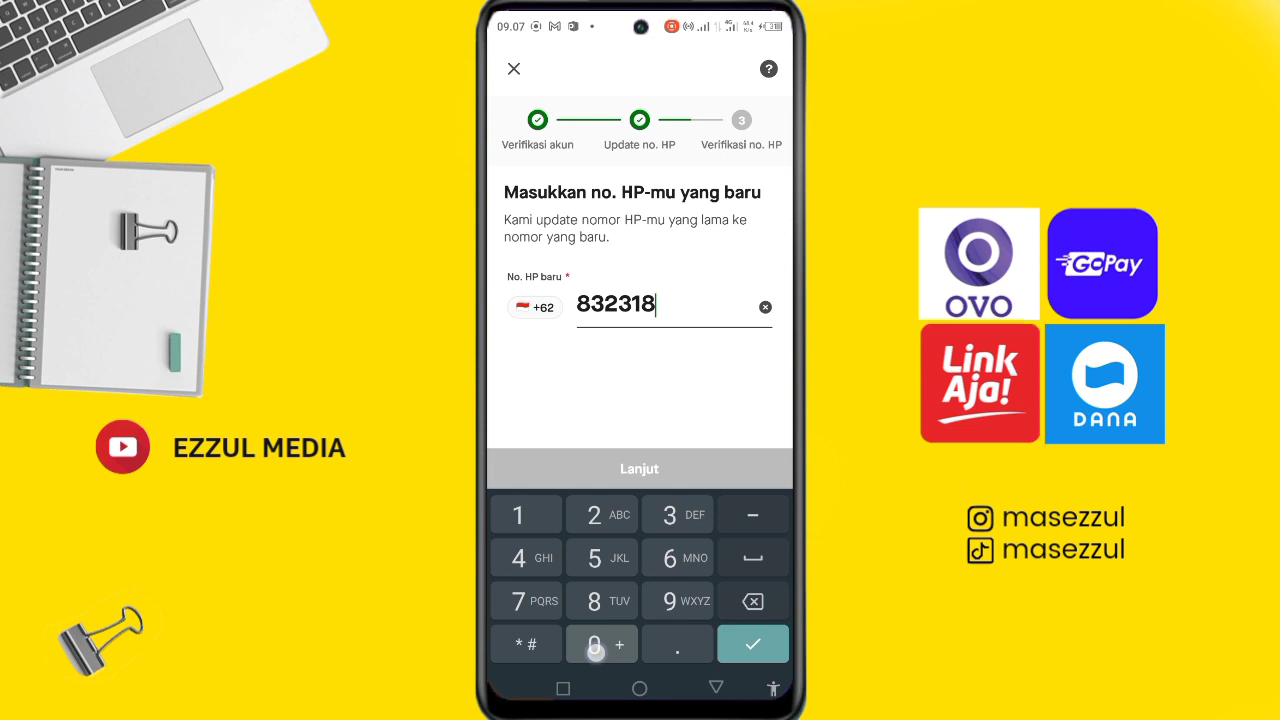 09.07
4G
Verifikasi akun
Update no. HP
3
Verifikasi no. HP
Masukkan no. HP-mu yang baru
Kami update nomor HP-mu yang lama ke
nomor yang baru.
No. HP baru *
+62
832318
Lanjut
1
2 ABC
3 DEF
-
4 GHI
5 JKL
6 MNO
7 PQRS
8 TUV
9 WXYZ
* #
0 +
.
EZZUL MEDIA
OVO
GoPay
Link
Aja!
DANA
masezzul
masezzul